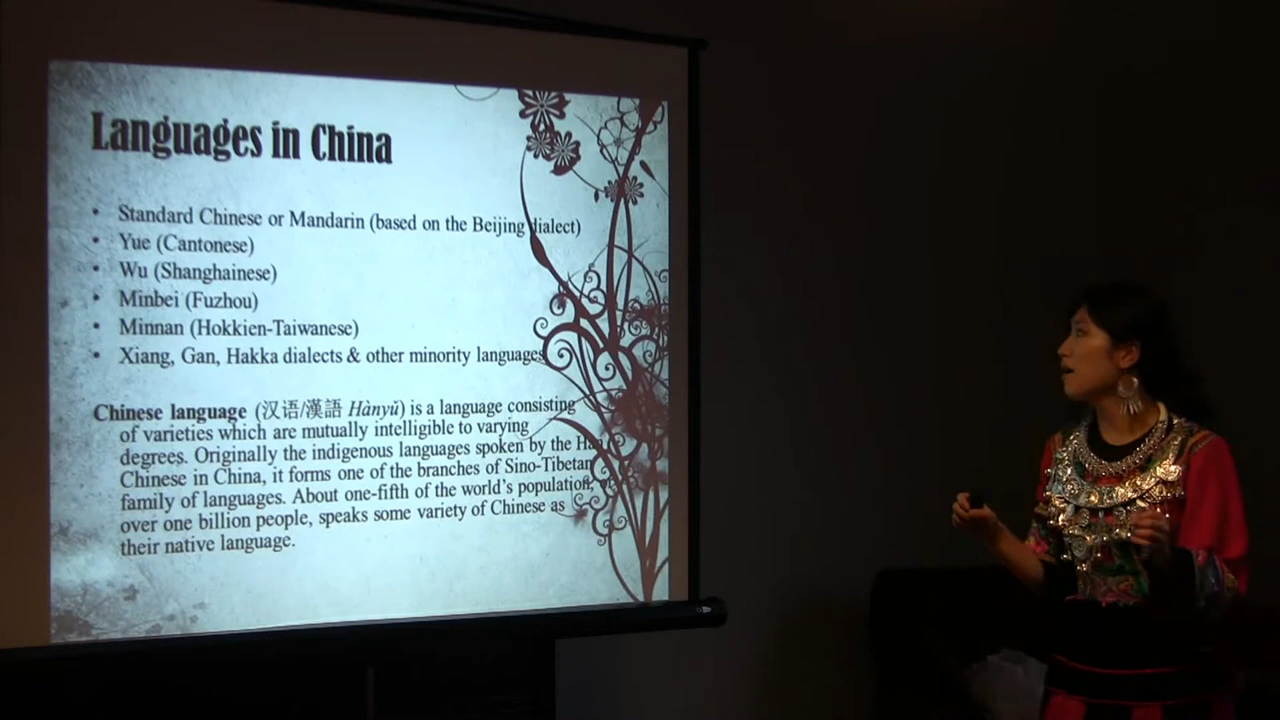 Languages in China
• Standard Chinese or Mandarin (based on the Beijing dialect)
• Yue (Cantonese)
• Wu (Shanghainese)
• Minbei (Fuzhou)
• Minnan (Hokkien-Taiwanese)
• Xiang, Gan, Hakka dialects & other minority languages
Chinese language (汉语/漢語 Hànyǔ) is a language consisting
of varieties which are mutually intelligible to varying
degrees. Originally the indigenous languages spoken by the Han
Chinese in China, it forms one of the branches of Sino-Tibetan
family of languages. About one-fifth of the world's population, or
over one billion people, speaks some variety of Chinese as
their native language.